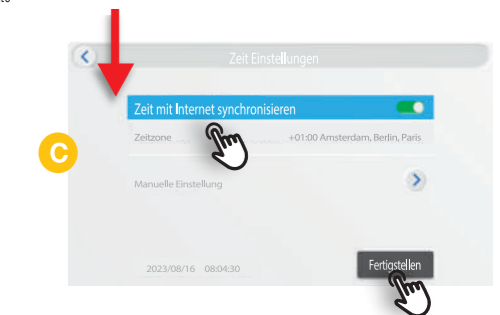 Zeit Einstellungen
Zeit mit Internet synchronisieren
Zeitzone +01:00 Amsterdam, Berlin, Paris
C
Manuelle Einstellung
2023/08/16 08:04:30
Fertigstellen